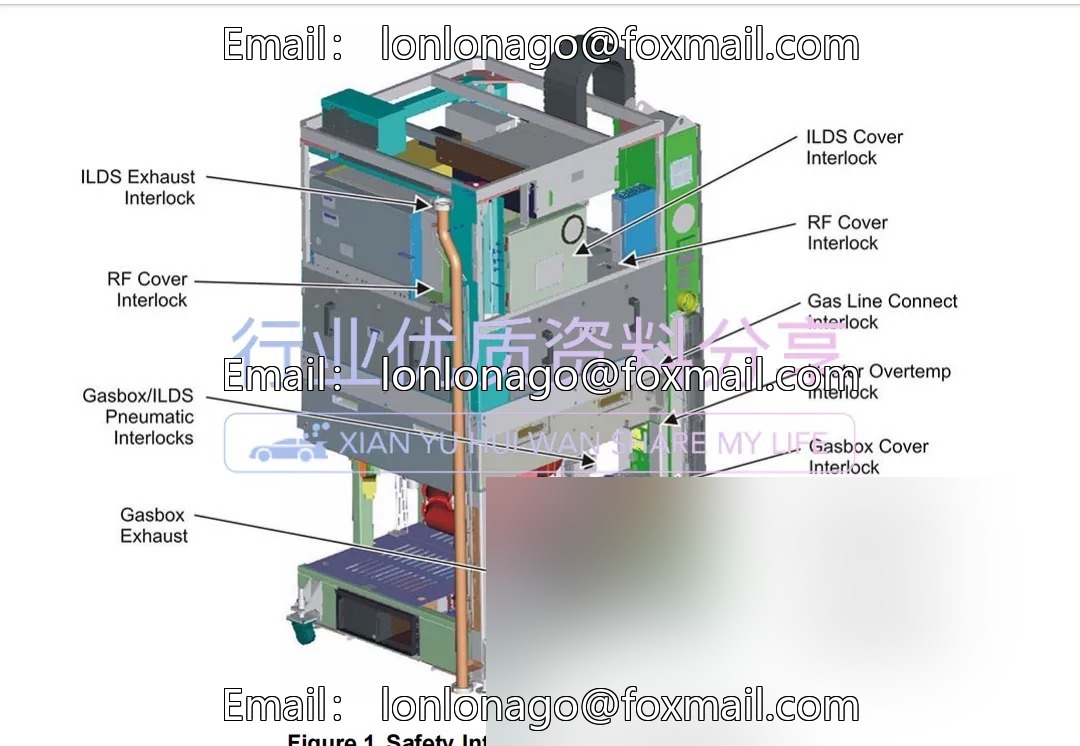 Email： lonlonago@foxmail.com
ILDS Cover
Interlock
ILDS Exhaust
Interlock
RF Cover
Interlock
RF Cover
Interlock
Gas Line Connect
Interlock
行业优质资料分享
Email： lonlonago@foxmail.com
Overtemp
Interlock
Gasbox/ILDS
Pneumatic
Interlocks
XIAN YU HUI WAN SHARE MY LIFE
Gasbox Cover
Interlock
Gasbox
Exhaust
Email： lonlonago@foxmail.com
Figure 1 Safety Int